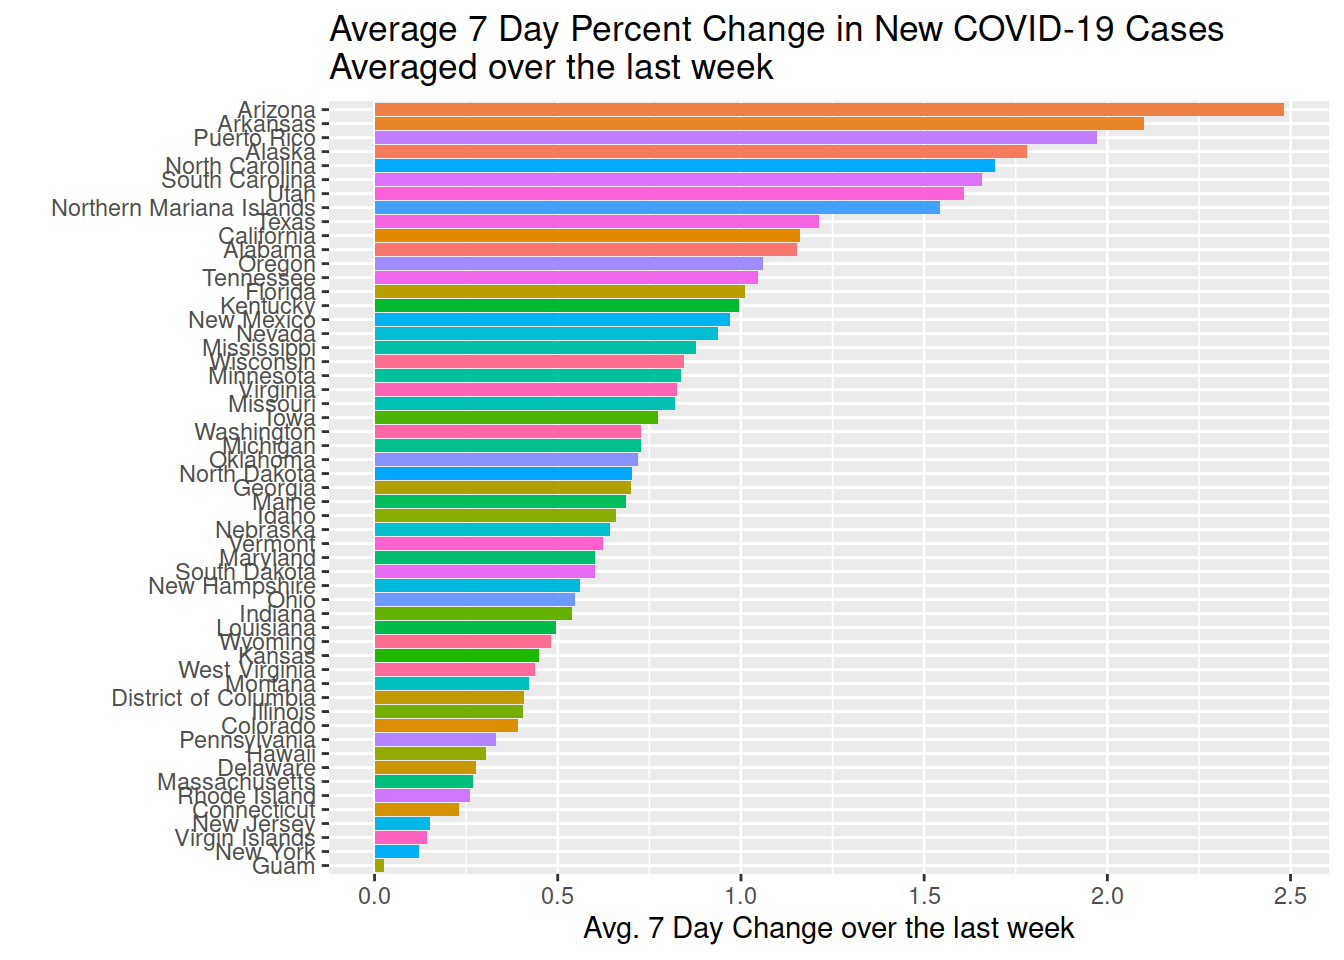 Average 7 Day Percent Change in New COVID-19 Cases
Averaged over the last week
Arizona
Arkansas
Puerto Rico
Alaska
North Carolina
South Carolina
Utah
Northern Mariana Islands
Texas
California
Alabama
Oregon
Tennessee
Florida
Kentucky
New Mexico
Nevada
Mississippi
Wisconsin
Minnesota
Virginia
Missouri
Iowa
Washington
Michigan
Oklahoma
North Dakota
Georgia
Maine
Idaho
Nebraska
Vermont
Maryland
South Dakota
New Hampshire
Ohio
Indiana
Louisiana
Wyoming
Kansas
West Virginia
Montana
District of Columbia
Illinois
Colorado
Pennsylvania
Hawaii
Delaware
Massachusetts
Rhode Island
Connecticut
New Jersey
Virgin Islands
New York
Guam
0.0 0.5 1.0 1.5 2.0 2.5
Avg. 7 Day Change over the last week